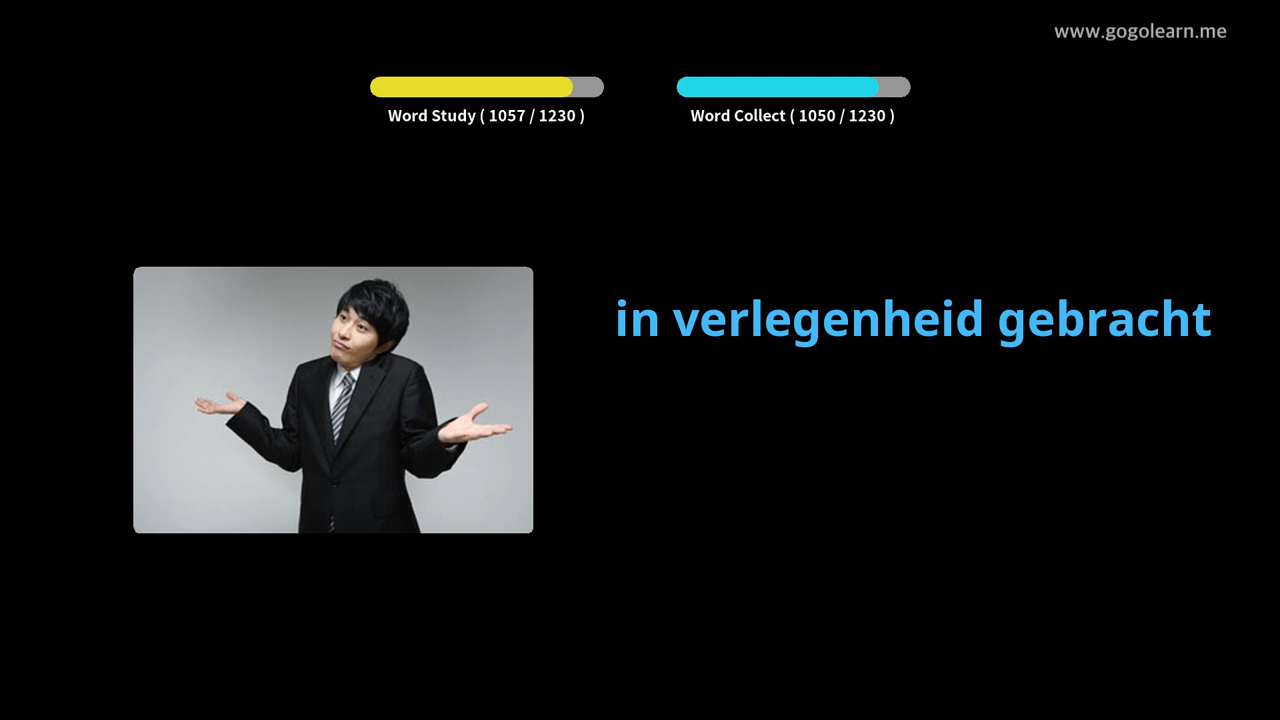 www.gogolearn.me
Word Study ( 1057 / 1230 )
Word Collect ( 1050 / 1230 )
in verlegenheid gebracht